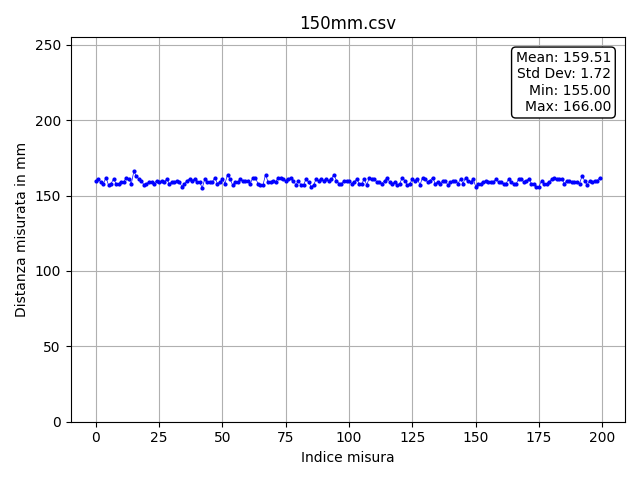 150mm.csv
Mean: 159.51
Std Dev: 1.72
Min: 155.00
Max: 166.00
Distanza misurata in mm
250
200
150
100
50
0
0 25 50 75 100 125 150 175 200
Indice misura